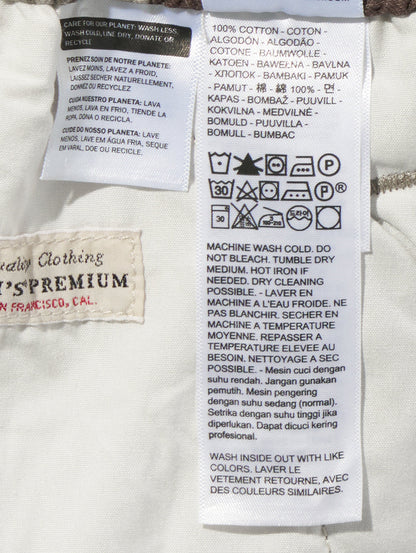 CARE FOR OUR PLANET: WASH LESS,
WASH COLD, LINE DRY, DONATE OR
RECYCLE
PRENEZ SOIN DE NOTRE PLANETE:
LAVEZ MOINS, LAVEZ A FROID,
LAISSEZ SECHER NATURELLEMENT,
DONNEZ OU RECYCLEZ
CUIDA NUESTRO PLANETA: LAVA
MENOS, LAVA EN FRIO, TIENDE LA
ROPA, DONA Y RECICLA
CUIDE DO NOSSO PLANETA: LAVE
MENOS, LAVE EM ÁGUA FRIA, SEQUE
EM VARAL, DOE OU RECICLE.
Clothing
'S® PREMIUM
N FRANCISCO, CAL.
100% COTTON - COTON -
ALGODÓN - ALGODÃO -
COTONE - BAUMWOLLE -
KATOEN - BAWEŁNA - BAVLNA
- ХЛОПОК - BAMBAKI - PAMUK
- PAMUT - 棉 - 綿 100% - 면 -
KAPAS - BOMBAŽ - PUUVILL -
KOKVILNA - MEDVILNĖ -
BOMULD - PUUVILLA -
BOMULL - BUMBAC
P
30 P ®
30
MACHINE WASH COLD. DO
NOT BLEACH. TUMBLE DRY
MEDIUM. HOT IRON IF
NEEDED. DRY CLEANING
POSSIBLE - LAVER EN
MACHINE A L'EAU FROIDE. NE
PAS BLANCHIR. SECHER EN
MACHINE A TEMPERATURE
MOYENNE. REPASSER A
TEMPERATURE ELEVEE AU
BESOIN. NETTOYAGE A SEC
POSSIBLE. - Mesin cuci dengan
suhu rendah. Jangan gunakan
pemutih. Mesin pengering
dengan suhu sedang (normal).
Setrika dengan suhu tinggi jika
diperlukan. Dapat dicuci kering
profesional.
WASH INSIDE OUT WITH LIKE
COLORS. LAVER LE
VETEMENT RETOURNE, AVEC
DES COULEURS SIMILAIRES.